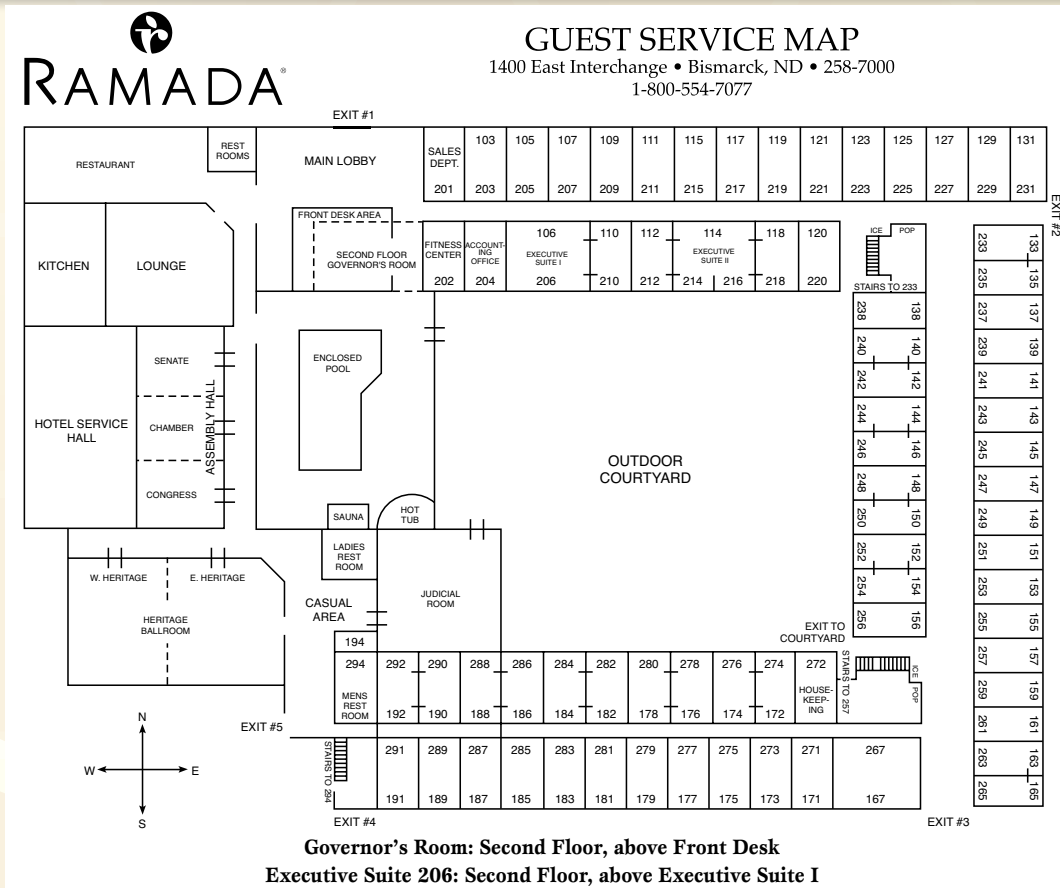 RAMADA®
GUEST SERVICE MAP
1400 East Interchange • Bismarck, ND • 258-7000
1-800-554-7077
EXIT #1
RESTAURANT
REST
ROOMS
MAIN LOBBY
SALES
DEPT.
103 105 107 109 111 115 117 119 121 123 125 127 129 131
201 203 205 207 209 211 215 217 219 221 223 225 227 229 231
EXIT #2
KITCHEN
LOUNGE
FRONT DESK AREA
SECOND FLOOR
GOVERNOR'S ROOM
FITNESS
CENTER
202
ACCOUNT-
ING
OFFICE
204
106
EXECUTIVE
SUITE I
206
110 112
210 212
114
EXECUTIVE
SUITE II
214 216
118 120
218 220
ICE
POP
STAIRS TO 233
233 133
235 135
237 137
239 139
241 141
243 143
245 145
247 147
249 149
251 151
253 153
255 155
257 157
259 159
261 161
263 163
265 165
238 138
240 140
242 142
244 144
246 146
248 148
250 150
252 152
254 154
256 156
HOTEL SERVICE
HALL
SENATE
CHAMBER
CONGRESS
ASSEMBLY HALL
ENCLOSED
POOL
OUTDOOR
COURTYARD
SAUNA
HOT
TUB
LADIES
REST
ROOM
JUDICIAL
ROOM
W. HERITAGE
E. HERITAGE
HERITAGE
BALLROOM
CASUAL
AREA
EXIT TO
COURTYARD
194
294
MENS
REST
ROOM
292 290 288 286 284 282 280 278 276 274 272
192 190 188 186 184 182 178 176 174 172
HOUSE-
KEEP-
ING
STAIRS TO 257
ICE
POP
EXIT #5
STAIRS TO 294
291 289 287 285 283 281 279 277 275 273 271 267
191 189 187 185 183 181 179 177 175 173 171 167
N
W E
S
EXIT #4
EXIT #3
Governor's Room: Second Floor, above Front Desk
Executive Suite 206: Second Floor, above Executive Suite I